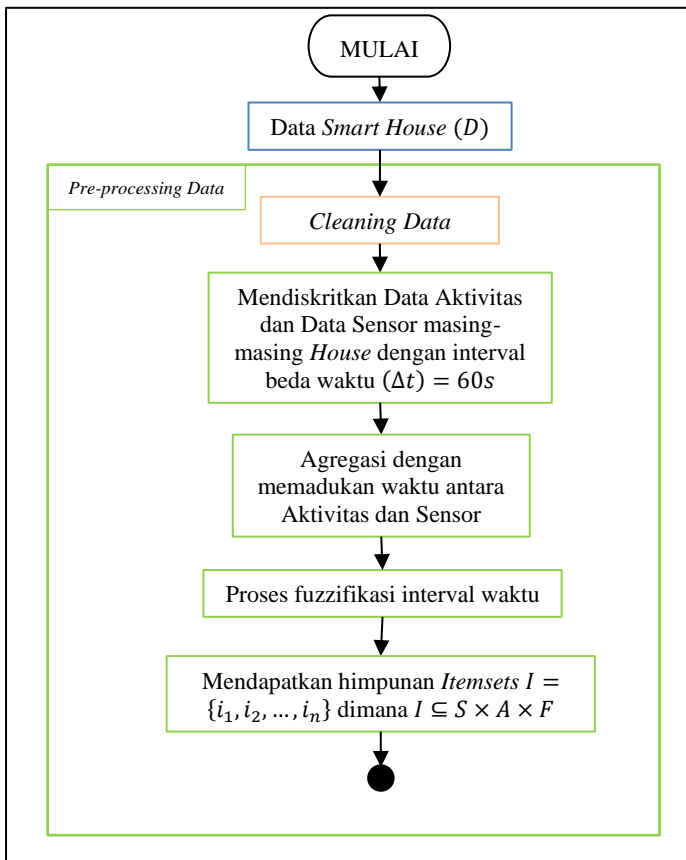 MULAI
Data Smart House (D)
Pre-processing Data
Cleaning Data
Mendiskritkan Data Aktivitas
dan Data Sensor masing-
masing House dengan interval
beda waktu (Δt) = 60s
Agregasi dengan
memadukan waktu antara
Aktivitas dan Sensor
Proses fuzzifikasi interval waktu
Mendapatkan himpunan Itemsets I =
{i₁, i₂, … , iₙ} dimana I ⊆ S × A × F